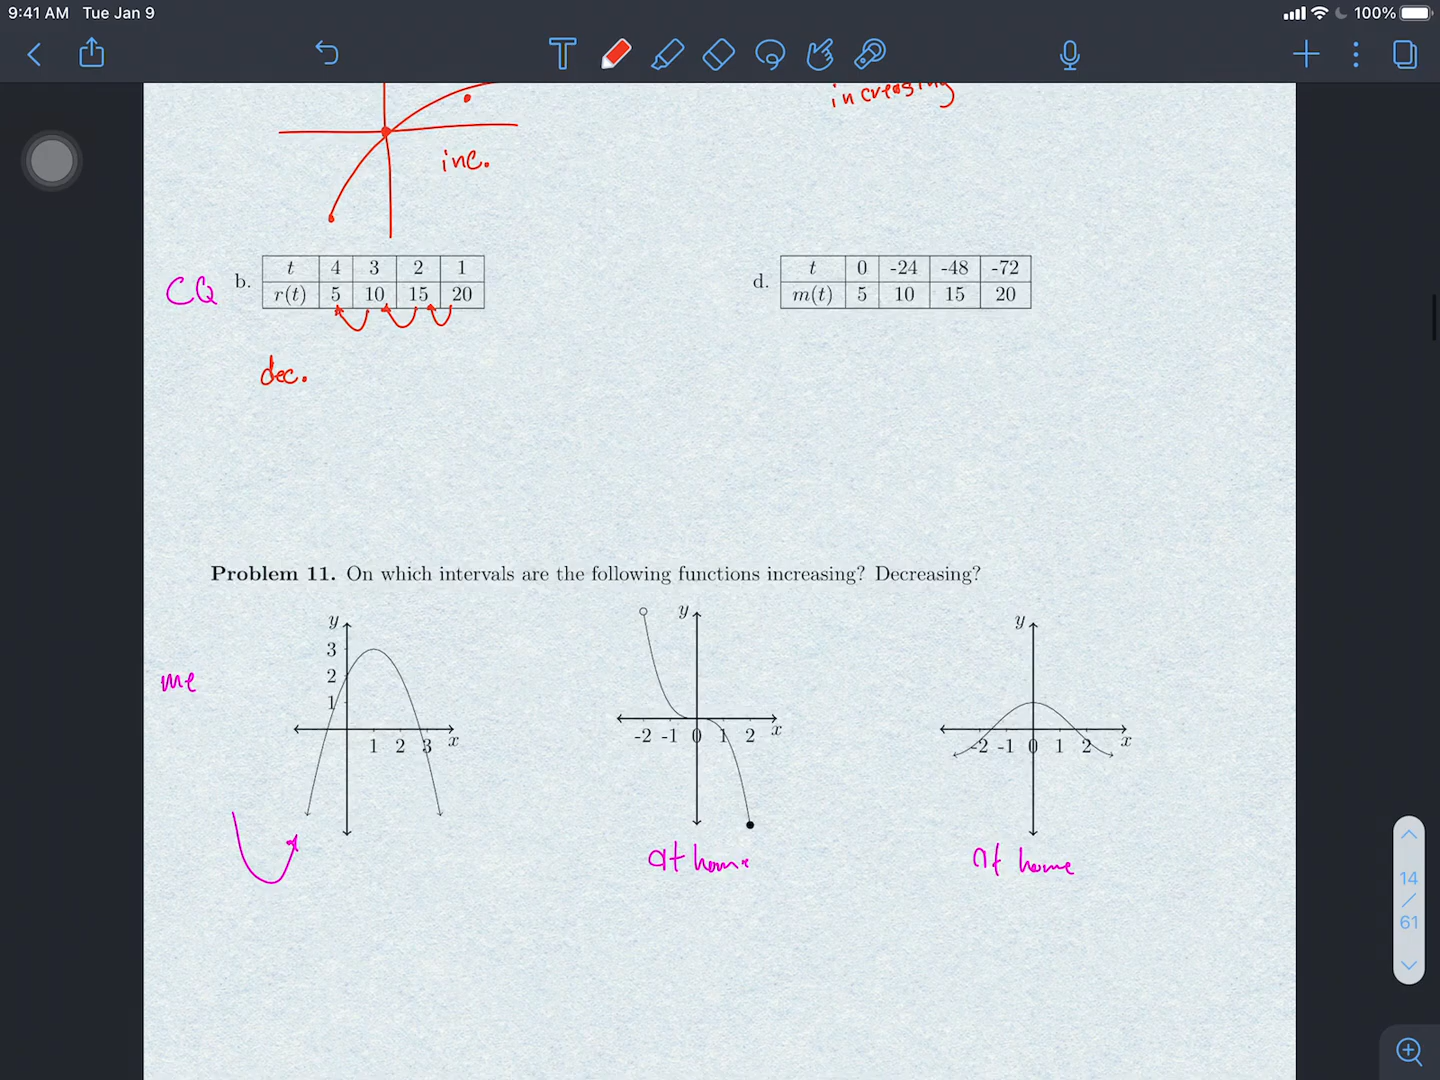 9:41 AM Tue Jan 9
100%
increasing
inc.
CQ
b.
t 4 3 2 1
r(t) 5 10 15 20
d.
t 0 -24 -48 -72
m(t) 5 10 15 20
dec.
Problem 11. On which intervals are the following functions increasing? Decreasing?
me
y
3
2
1
1 2 3 x
y
-2 -1 0 1 2 x
y
-2 -1 0 1 2 x
at home
at home
14
/
61